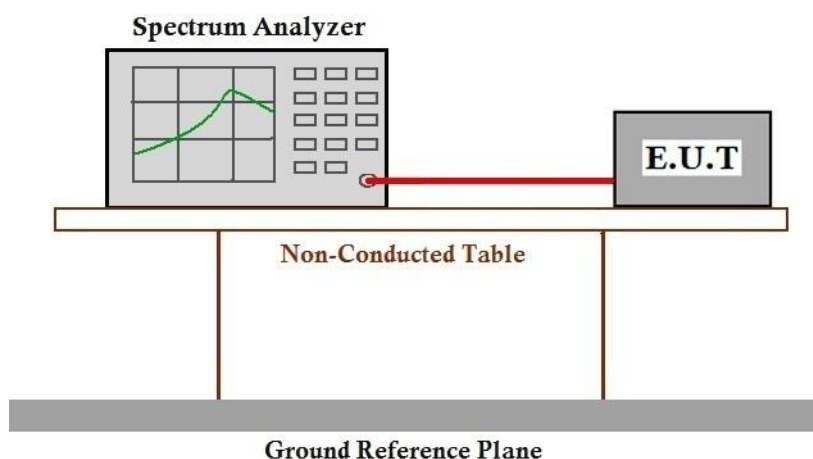 Spectrum Analyzer
E.U.T
Non-Conducted Table
Ground Reference Plane